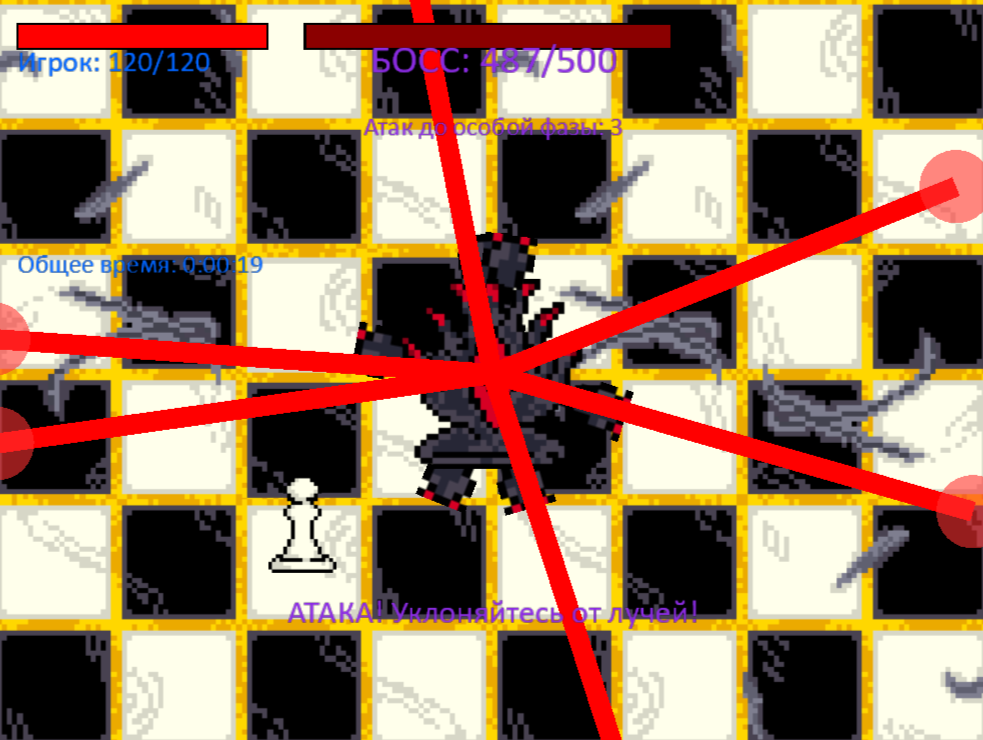 Игрок: 120/120
БОСС: 487/500
Атак до особой фазы: 3
Общее время: 0:00:19
АТАКА! Уклоняйтесь от лучей!